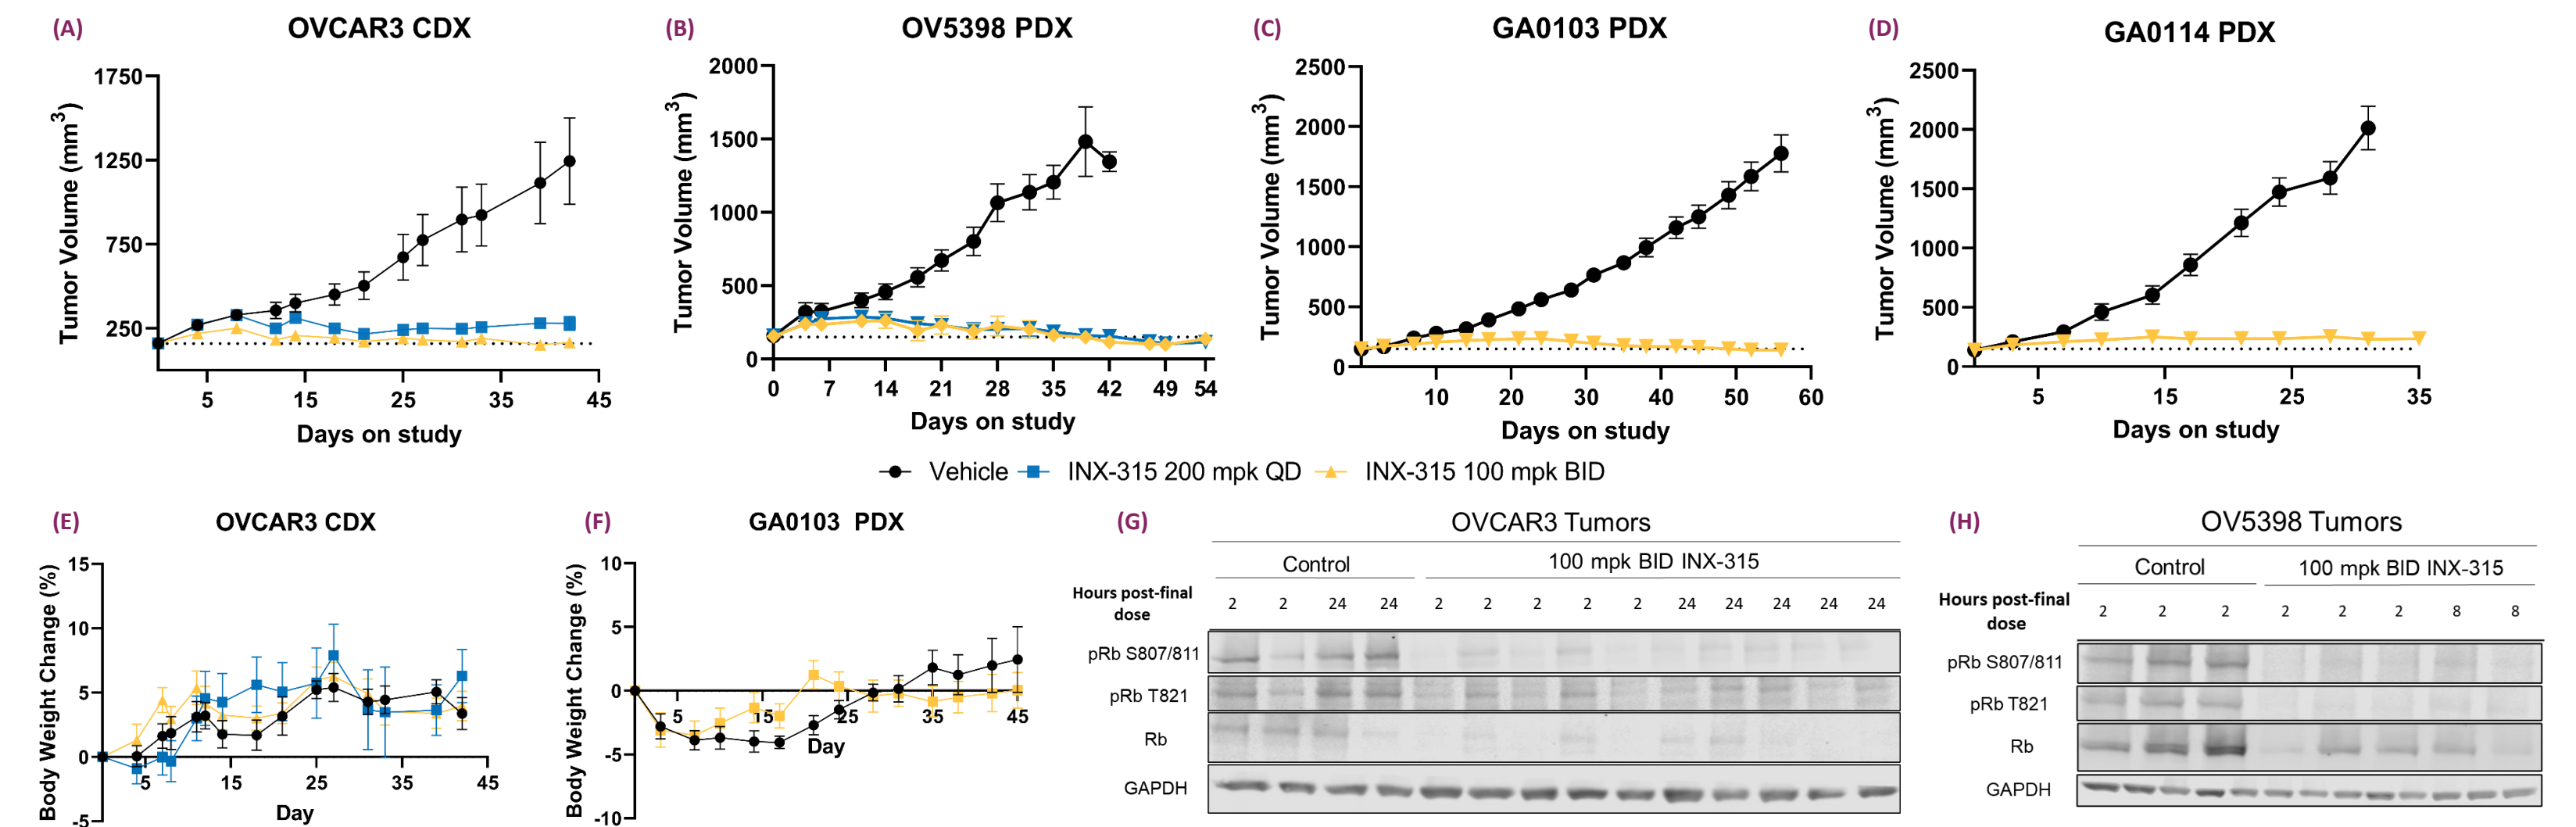 (A) OVCAR3 CDX
Tumor Volume (mm3)
1750
1250
750
250
5 15 25 35 45
Days on study
(B) OV5398 PDX
Tumor Volume (mm3)
2000
1500
1000
500
0
0 7 14 21 28 35 42 49 54
Days on study
(C) GA0103 PDX
Tumor Volume (mm3)
2500
2000
1500
1000
500
0
10 20 30 40 50 60
Days on study
(D) GA0114 PDX
Tumor Volume (mm3)
2500
2000
1500
1000
500
0
5 15 25 35
Days on study
Vehicle INX-315 200 mpk QD INX-315 100 mpk BID
(E) OVCAR3 CDX
Body Weight Change (%)
15
10
5
0
-5
5 15 25 35 45
Day
(F) GA0103 PDX
Body Weight Change (%)
10
5
0
-5
-10
5 15 25 35 45
Day
(G) OVCAR3 Tumors
Control 100 mpk BID INX-315
Hours post-final dose
2 2 24 24 2 2 2 2 2 24 24 24 24 24
pRb S807/811
pRb T821
Rb
GAPDH
(H) OV5398 Tumors
Control 100 mpk BID INX-315
Hours post-final dose
2 2 2 2 2 2 8 8
pRb S807/811
pRb T821
Rb
GAPDH